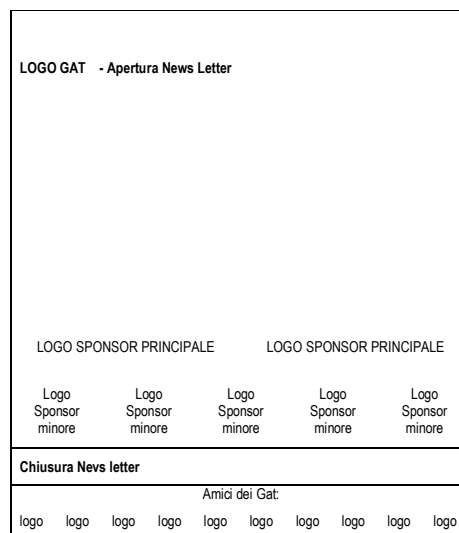 LOGO GAT - Apertura News Letter
LOGO SPONSOR PRINCIPALE LOGO SPONSOR PRINCIPALE
Logo Logo Logo Logo Logo
Sponsor Sponsor Sponsor Sponsor Sponsor
minore minore minore minore minore
Chiusura Nevs letter
Amici dei Gat:
logo logo logo logo logo logo logo logo logo logo